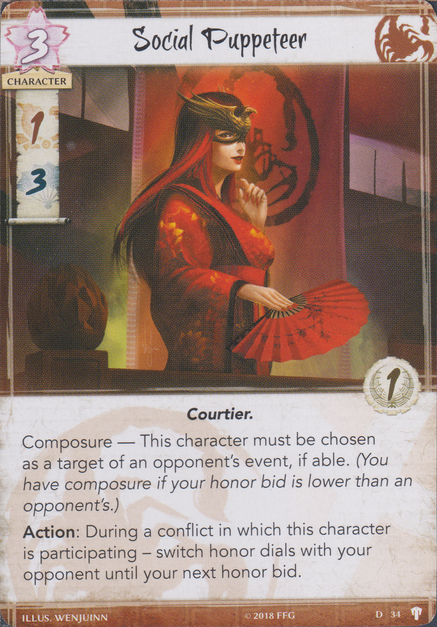 3
Social Puppeteer
CHARACTER
1
3
1
Courtier.
Composure — This character must be chosen
as a target of an opponent's event, if able. (You
have composure if your honor bid is lower than an
opponent's.)
Action: During a conflict in which this character
is participating – switch honor dials with your
opponent until your next honor bid.
ILLUS. WENJUINN © 2018 FFG D 34